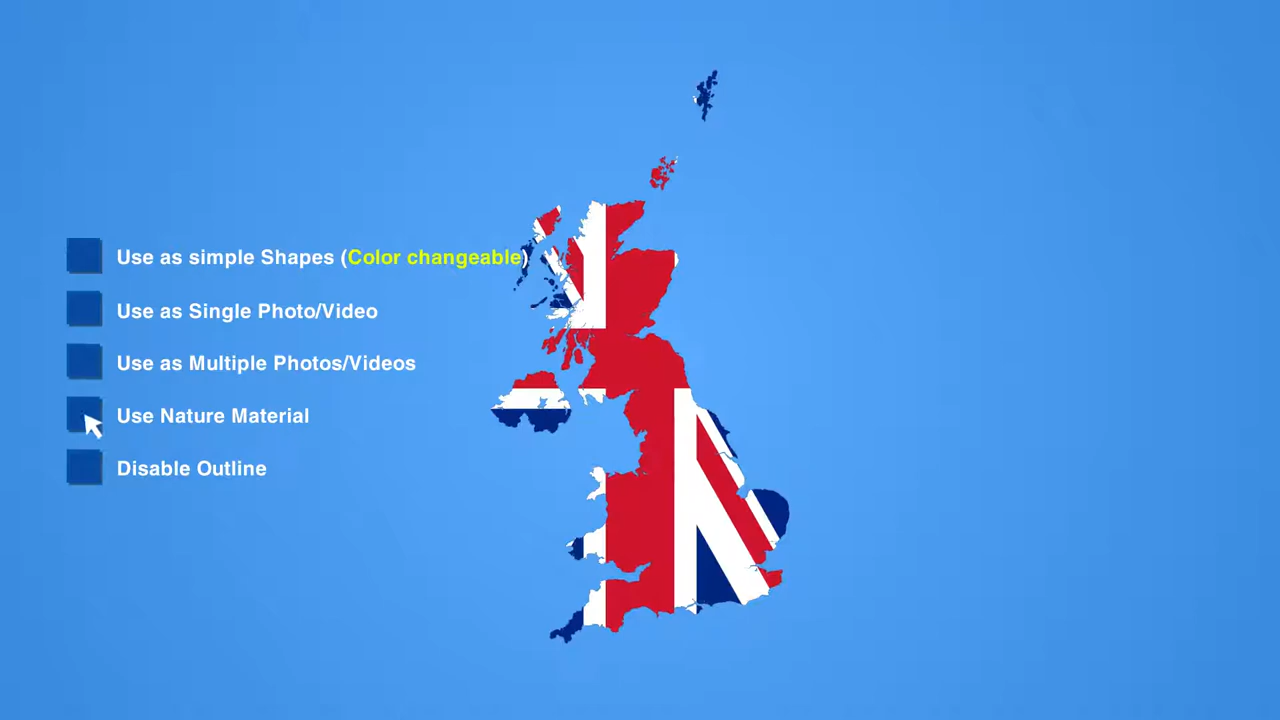 Use as simple Shapes (Color changeable)
Use as Single Photo/Video
Use as Multiple Photos/Videos
Use Nature Material
Disable Outline